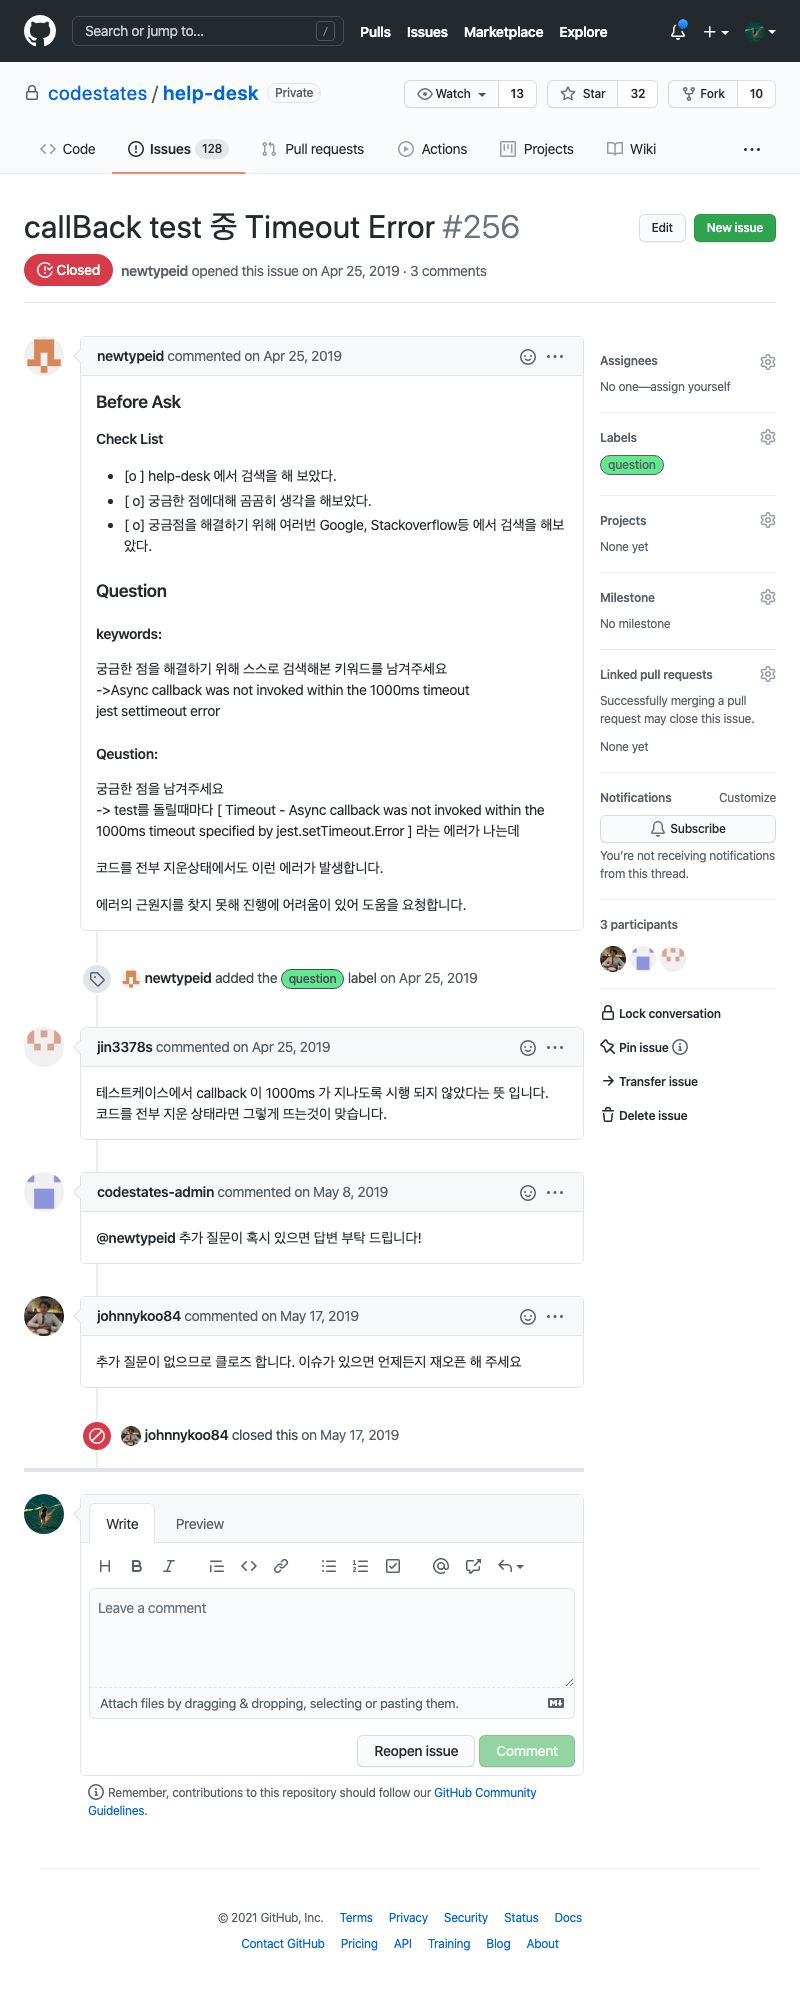 Search or jump to... /
Pulls Issues Marketplace Explore
codestates / help-desk Private
Watch 13 Star 32 Fork 10
Code Issues 128 Pull requests Actions Projects Wiki
callBack test 중 Timeout Error #256
Edit New issue
Closed newtypeid opened this issue on Apr 25, 2019 · 3 comments
newtypeid commented on Apr 25, 2019
Before Ask
Check List
[o ] help-desk 에서 검색을 해 보았다.
[ o] 궁금한 점에대해 곰곰히 생각을 해보았다.
[ o] 궁금점을 해결하기 위해 여러번 Google, Stackoverflow등 에서 검색을 해보
았다.
Question
keywords:
궁금한 점을 해결하기 위해 스스로 검색해본 키워드를 남겨주세요
->Async callback was not invoked within the 1000ms timeout
jest settimeout error
Qeustion:
궁금한 점을 남겨주세요
-> test를 돌릴때마다 [ Timeout - Async callback was not invoked within the
1000ms timeout specified by jest.setTimeout.Error ] 라는 에러가 나는데
코드를 전부 지운상태에서도 이런 에러가 발생합니다.
에러의 근원지를 찾지 못해 진행에 어려움이 있어 도움을 요청합니다.
newtypeid added the question label on Apr 25, 2019
jin3378s commented on Apr 25, 2019
테스트케이스에서 callback 이 1000ms 가 지나도록 시행 되지 않았다는 뜻 입니다.
코드를 전부 지운 상태라면 그렇게 뜨는것이 맞습니다.
codestates-admin commented on May 8, 2019
@newtypeid 추가 질문이 혹시 있으면 답변 부탁 드립니다!
johnnykoo84 commented on May 17, 2019
추가 질문이 없으므로 클로즈 합니다. 이슈가 있으면 언제든지 재오픈 해 주세요
johnnykoo84 closed this on May 17, 2019
Assignees
No one—assign yourself
Labels
question
Projects
None yet
Milestone
No milestone
Linked pull requests
Successfully merging a pull
request may close this issue.
None yet
Notifications Customize
Subscribe
You're not receiving notifications
from this thread.
3 participants
Lock conversation
Pin issue
Transfer issue
Delete issue
Write Preview
Leave a comment
Attach files by dragging & dropping, selecting or pasting them.
Reopen issue Comment
Remember, contributions to this repository should follow our GitHub Community
Guidelines.
© 2021 GitHub, Inc. Terms Privacy Security Status Docs
Contact GitHub Pricing API Training Blog About